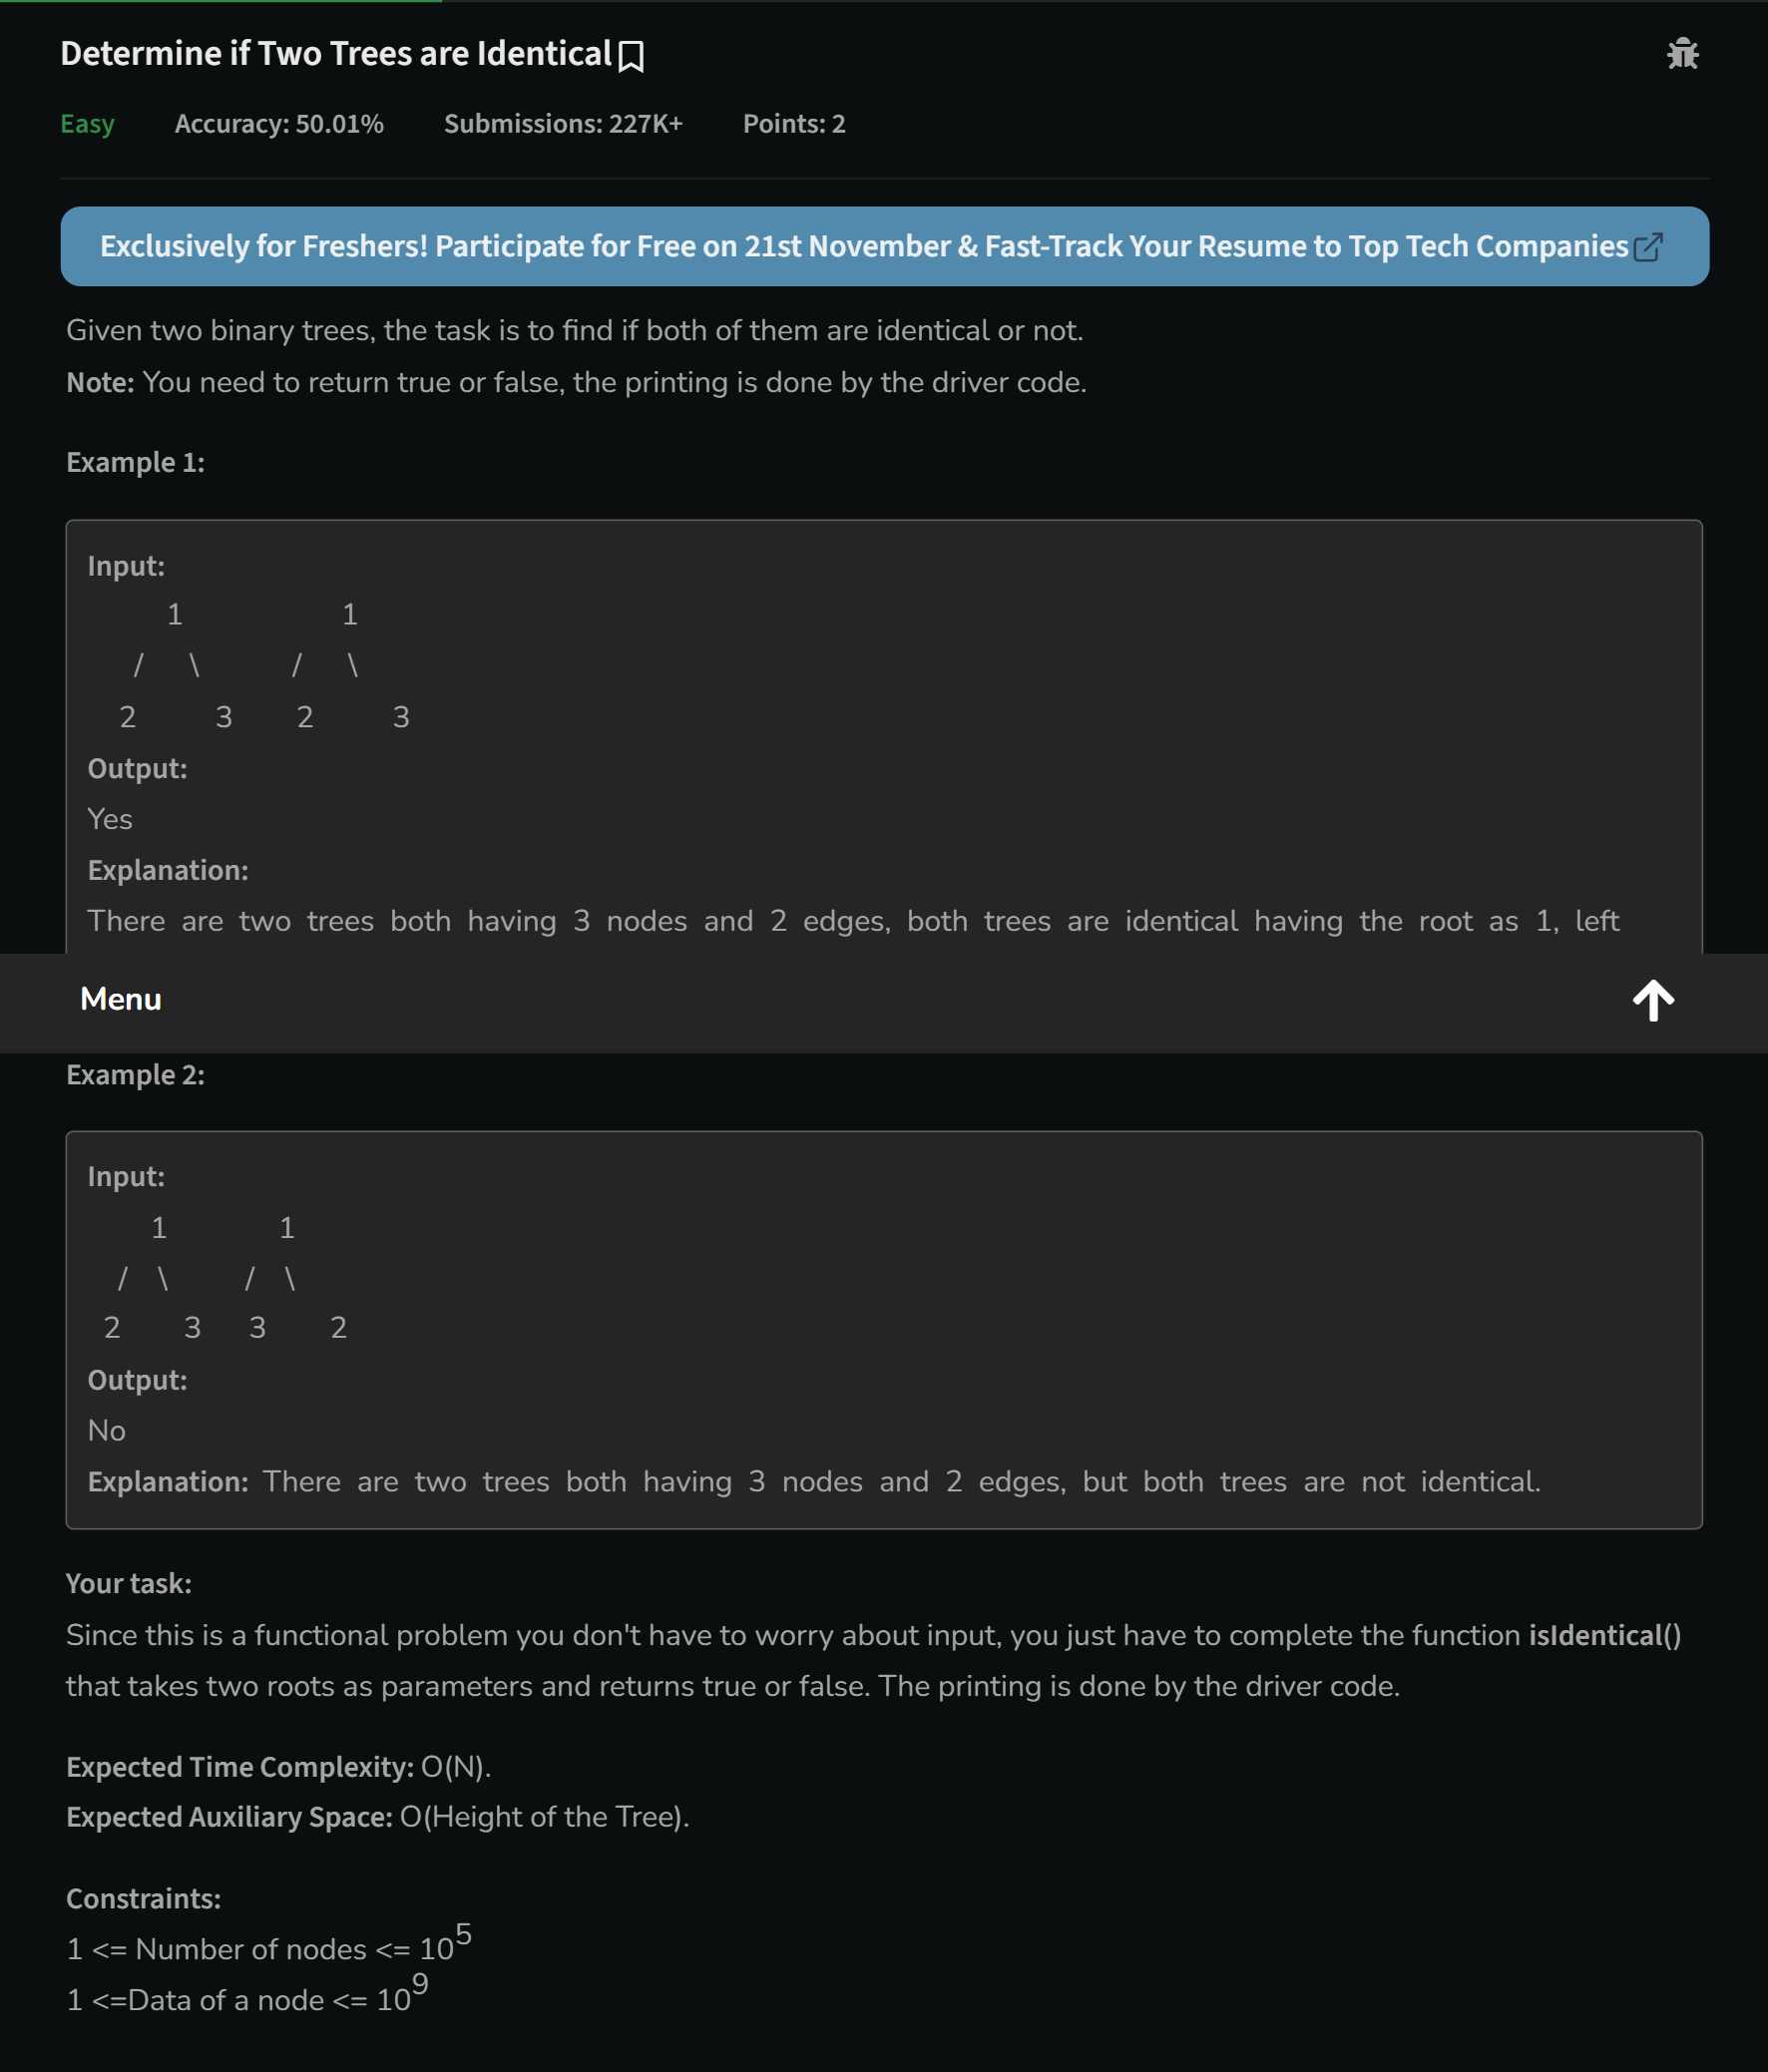 Determine if Two Trees are Identical
Easy Accuracy: 50.01% Submissions: 227K+ Points: 2
Exclusively for Freshers! Participate for Free on 21st November & Fast-Track Your Resume to Top Tech Companies
Given two binary trees, the task is to find if both of them are identical or not.
Note: You need to return true or false, the printing is done by the driver code.
Example 1:
Input:
1 1
/ \ / \
2 3 2 3
Output:
Yes
Explanation:
There are two trees both having 3 nodes and 2 edges, both trees are identical having the root as 1, left
Menu
Example 2:
Input:
1 1
/ \ / \
2 3 3 2
Output:
No
Explanation: There are two trees both having 3 nodes and 2 edges, but both trees are not identical.
Your task:
Since this is a functional problem you don't have to worry about input, you just have to complete the function isIdentical()
that takes two roots as parameters and returns true or false. The printing is done by the driver code.
Expected Time Complexity: O(N).
Expected Auxiliary Space: O(Height of the Tree).
Constraints:
1 <= Number of nodes <= 10^5
1 <=Data of a node <= 10^9